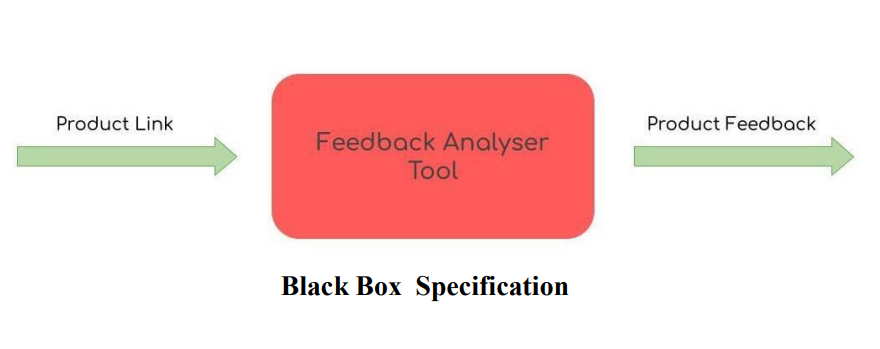 Product Link
Feedback Analyser
Tool
Product Feedback
Black Box Specification